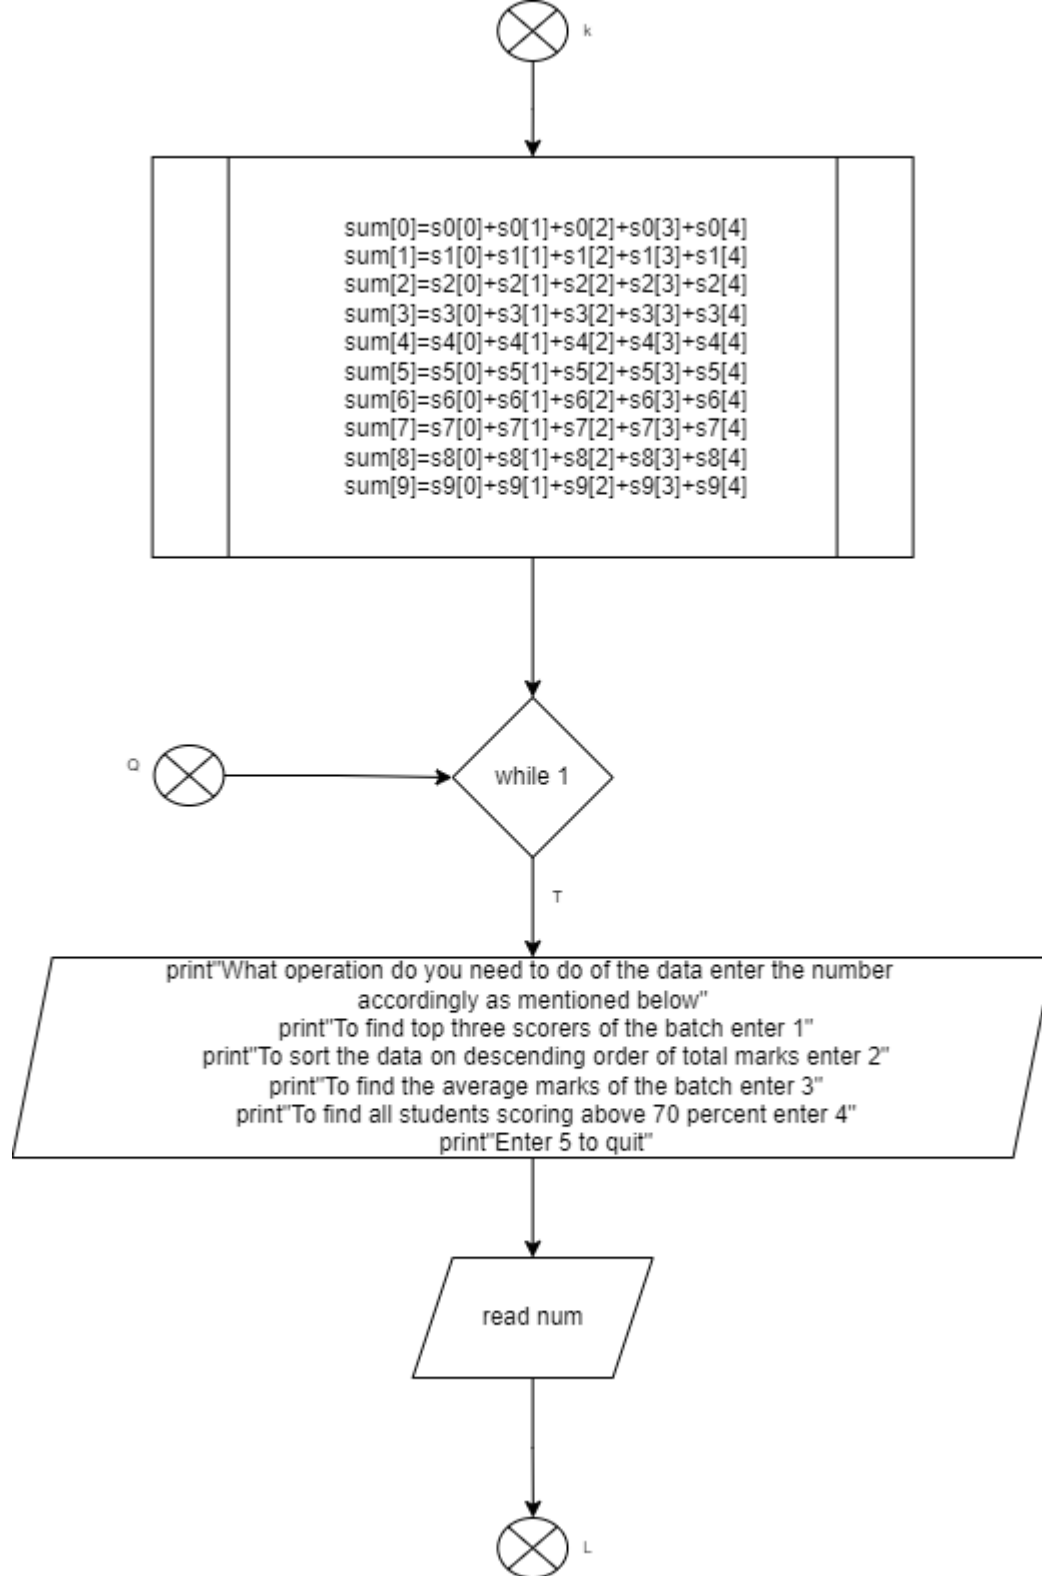 k
sum[0]=s0[0]+s0[1]+s0[2]+s0[3]+s0[4]
sum[1]=s1[0]+s1[1]+s1[2]+s1[3]+s1[4]
sum[2]=s2[0]+s2[1]+s2[2]+s2[3]+s2[4]
sum[3]=s3[0]+s3[1]+s3[2]+s3[3]+s3[4]
sum[4]=s4[0]+s4[1]+s4[2]+s4[3]+s4[4]
sum[5]=s5[0]+s5[1]+s5[2]+s5[3]+s5[4]
sum[6]=s6[0]+s6[1]+s6[2]+s6[3]+s6[4]
sum[7]=s7[0]+s7[1]+s7[2]+s7[3]+s7[4]
sum[8]=s8[0]+s8[1]+s8[2]+s8[3]+s8[4]
sum[9]=s9[0]+s9[1]+s9[2]+s9[3]+s9[4]
Q
while 1
T
print"What operation do you need to do of the data enter the number
accordingly as mentioned below"
print"To find top three scorers of the batch enter 1"
print"To sort the data on descending order of total marks enter 2"
print"To find the average marks of the batch enter 3"
print"To find all students scoring above 70 percent enter 4"
print"Enter 5 to quit"
read num
L